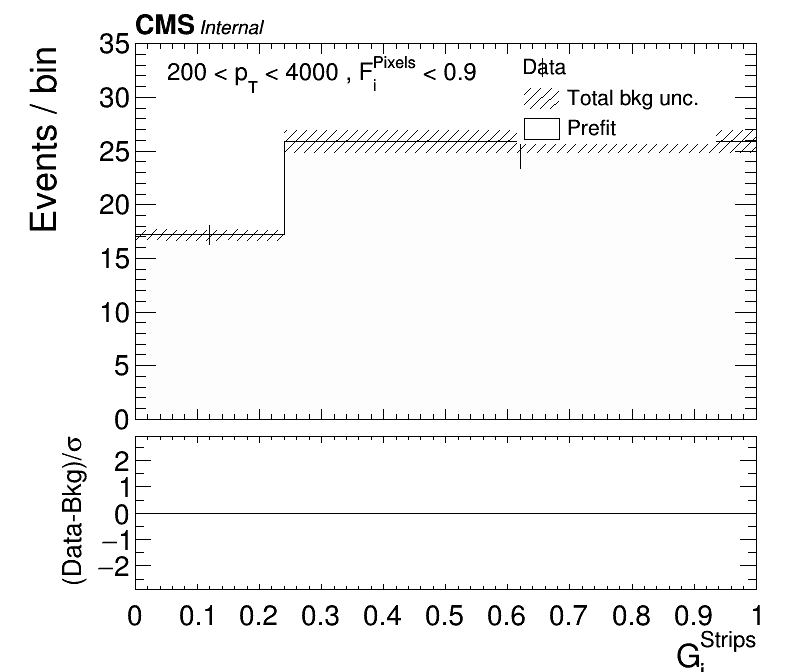 CMS Internal
Events / bin
35
30
25
20
15
10
5
0
200 < p_T < 4000 , F_i^Pixels < 0.9
Data
Total bkg unc.
Prefit
(Data-Bkg)/σ
2
1
0
−1
−2
0 0.1 0.2 0.3 0.4 0.5 0.6 0.7 0.8 0.9 1
G_i^Strips